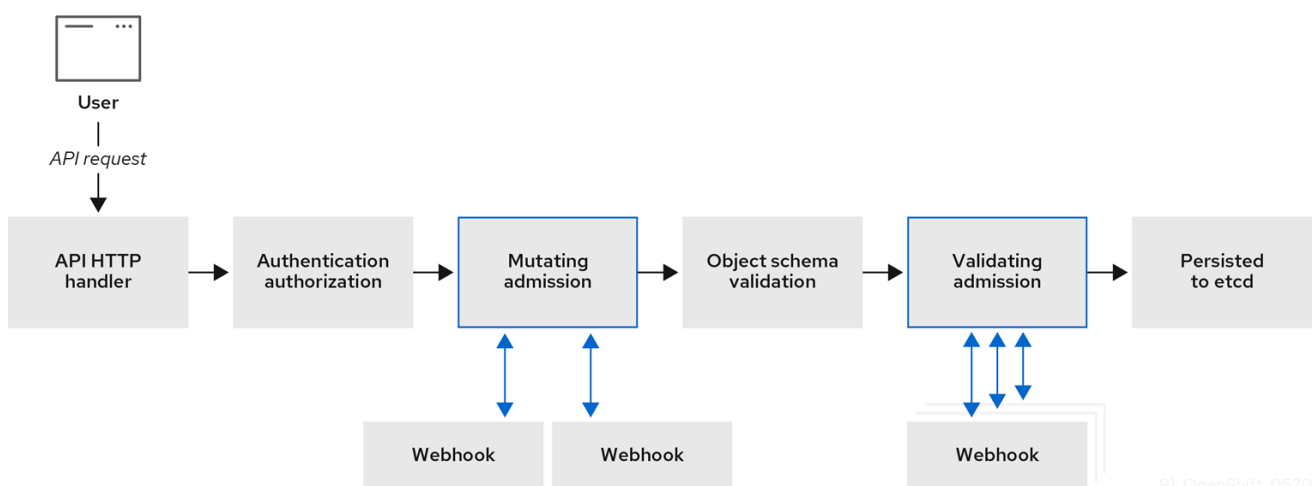 User
API request
API HTTP
handler
Authentication
authorization
Mutating
admission
Object schema
validation
Validating
admission
Persisted
to etcd
Webhook
Webhook
Webhook
91_OpenShift_0520